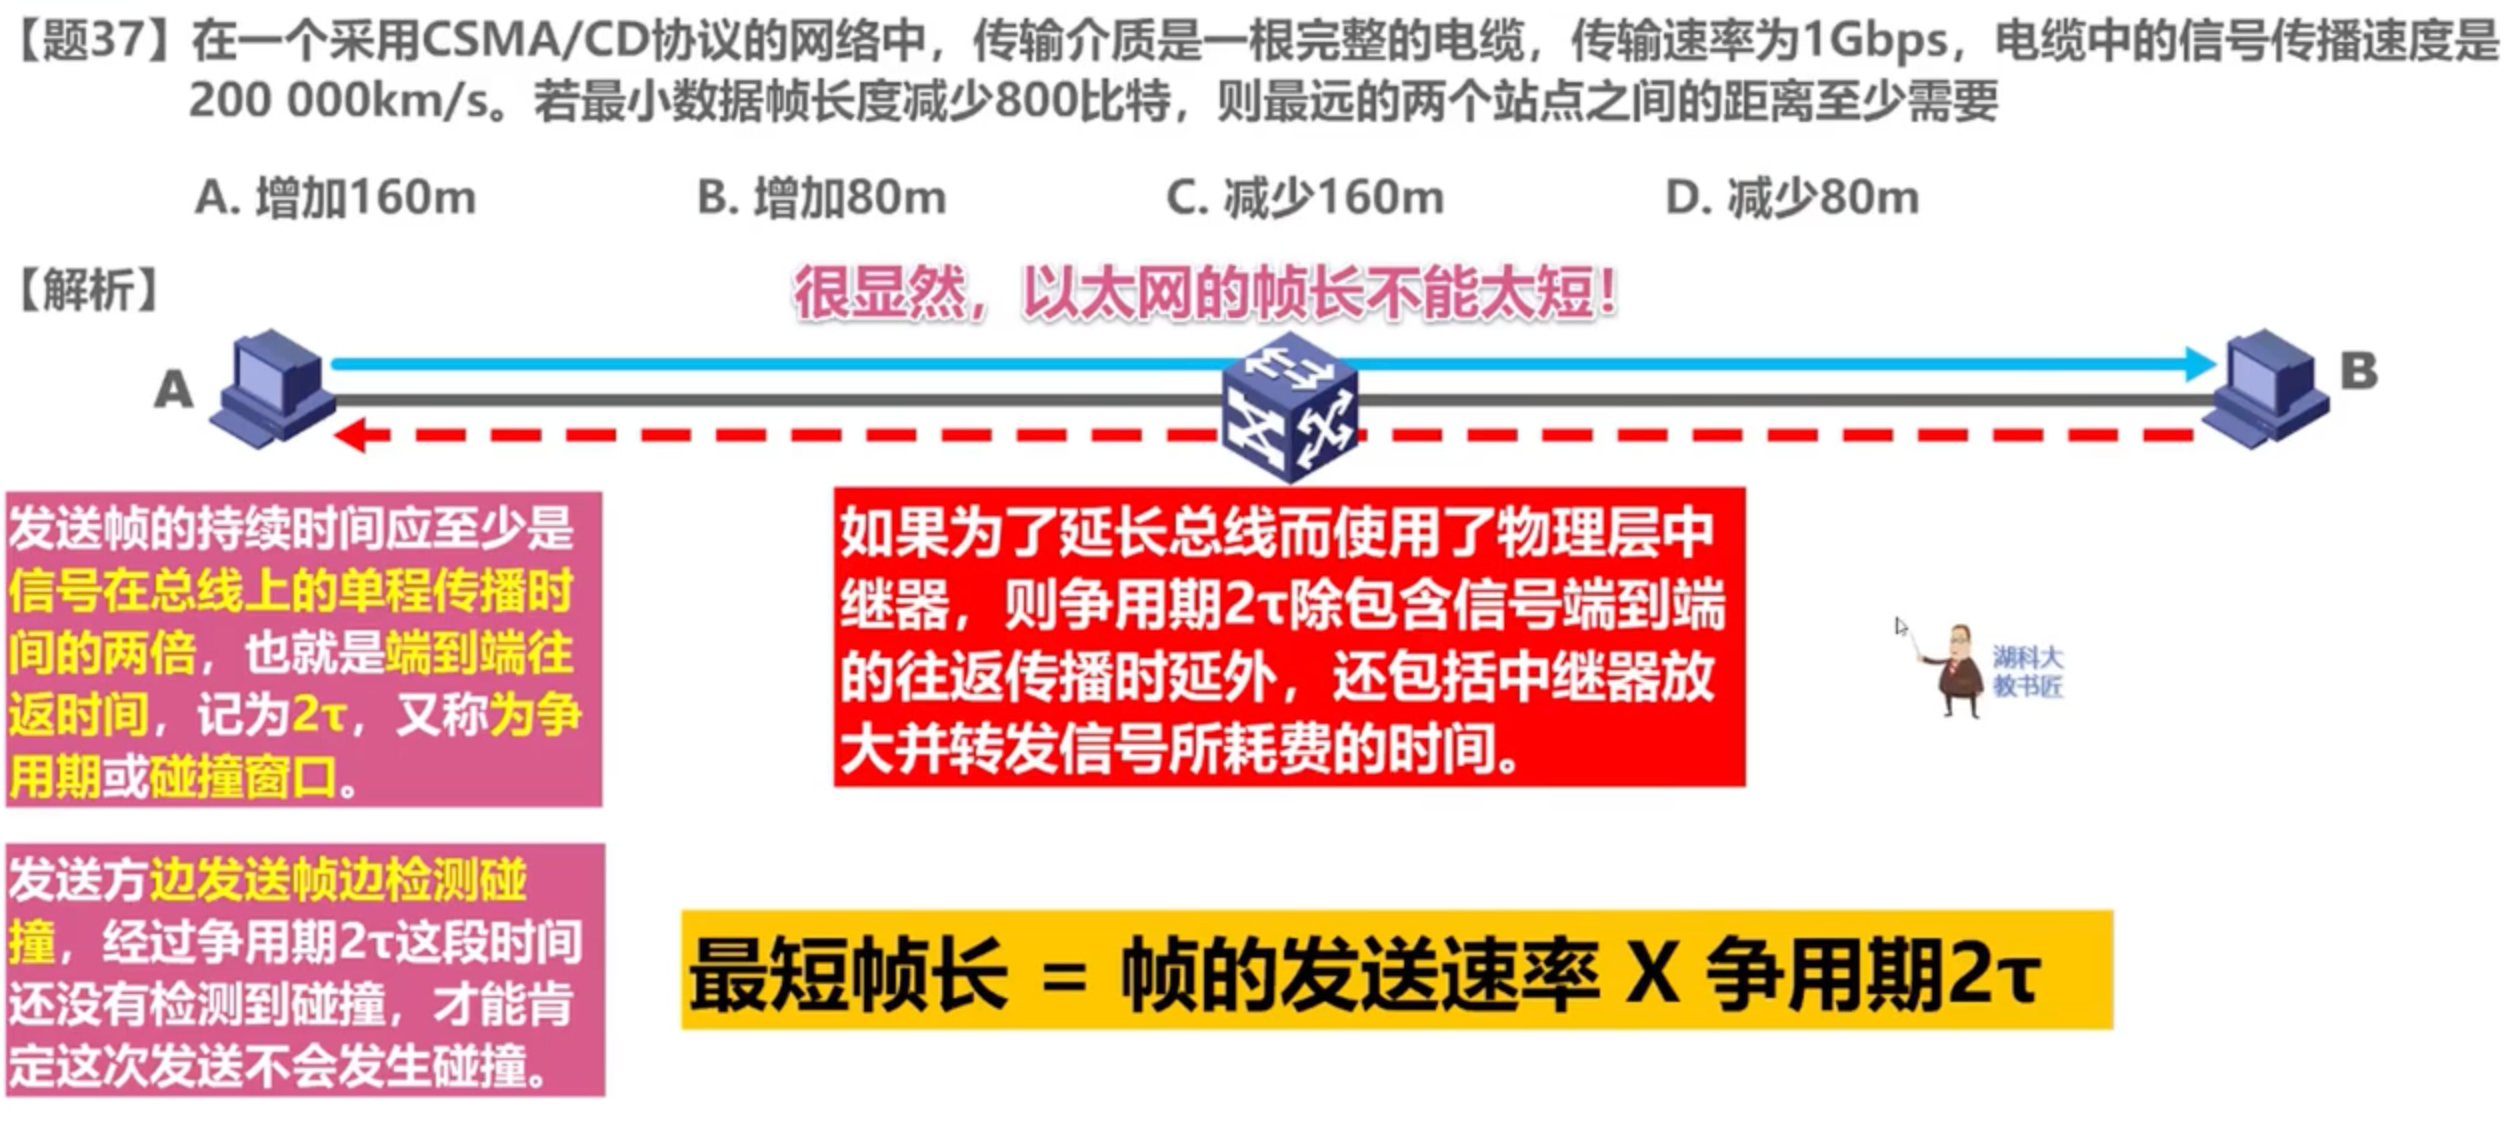 【题37】在一个采用CSMA/CD协议的网络中，传输介质是一根完整的电缆，传输速率为1Gbps，电缆中的信号传播速度是
200 000km/s。若最小数据帧长度减少800比特，则最远的两个站点之间的距离至少需要
A. 增加160m B. 增加80m C. 减少160m D. 减少80m
【解析】
很显然，以太网的帧长不能太短！
A
B
发送帧的持续时间应至少是
信号在总线上的单程传播时
间的两倍，也就是端到端往
返时间，记为2τ，又称为争
用期或碰撞窗口。
如果为了延长总线而使用了物理层中
继器，则争用期2τ除包含信号端到端
的往返传播时延外，还包括中继器放
大并转发信号所耗费的时间。
湖科大
教书匠
发送方边发送帧边检测碰
撞，经过争用期2τ这段时间
还没有检测到碰撞，才能肯
定这次发送不会发生碰撞。
最短帧长 = 帧的发送速率 X 争用期2τ